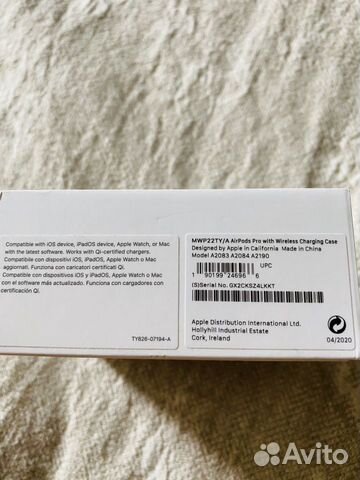 Compatible with iOS device, iPadOS device, Apple Watch, or Mac
with the latest software. Works with Qi-certified chargers.
Compatibile con dispositivi iOS, iPadOS, Apple Watch o Mac
aggiornati. Funziona con caricatori certificati Qi.
Compatible con dispositivos iOS y iPadOS, Apple Watch o Mac
con el software más actualizado. Funciona con cargadores con
certificación Qi.
TY826-07194-A
MWP22TY/A AirPods Pro with Wireless Charging Case
Designed by Apple in California Made in China
Model A2083 A2084 A2190
UPC
1 90199 24696 6
(S)Serial No. GX2CKSZ4LKKT
Apple Distribution International Ltd.
Hollyhill Industrial Estate
Cork, Ireland
04/2020
Avito